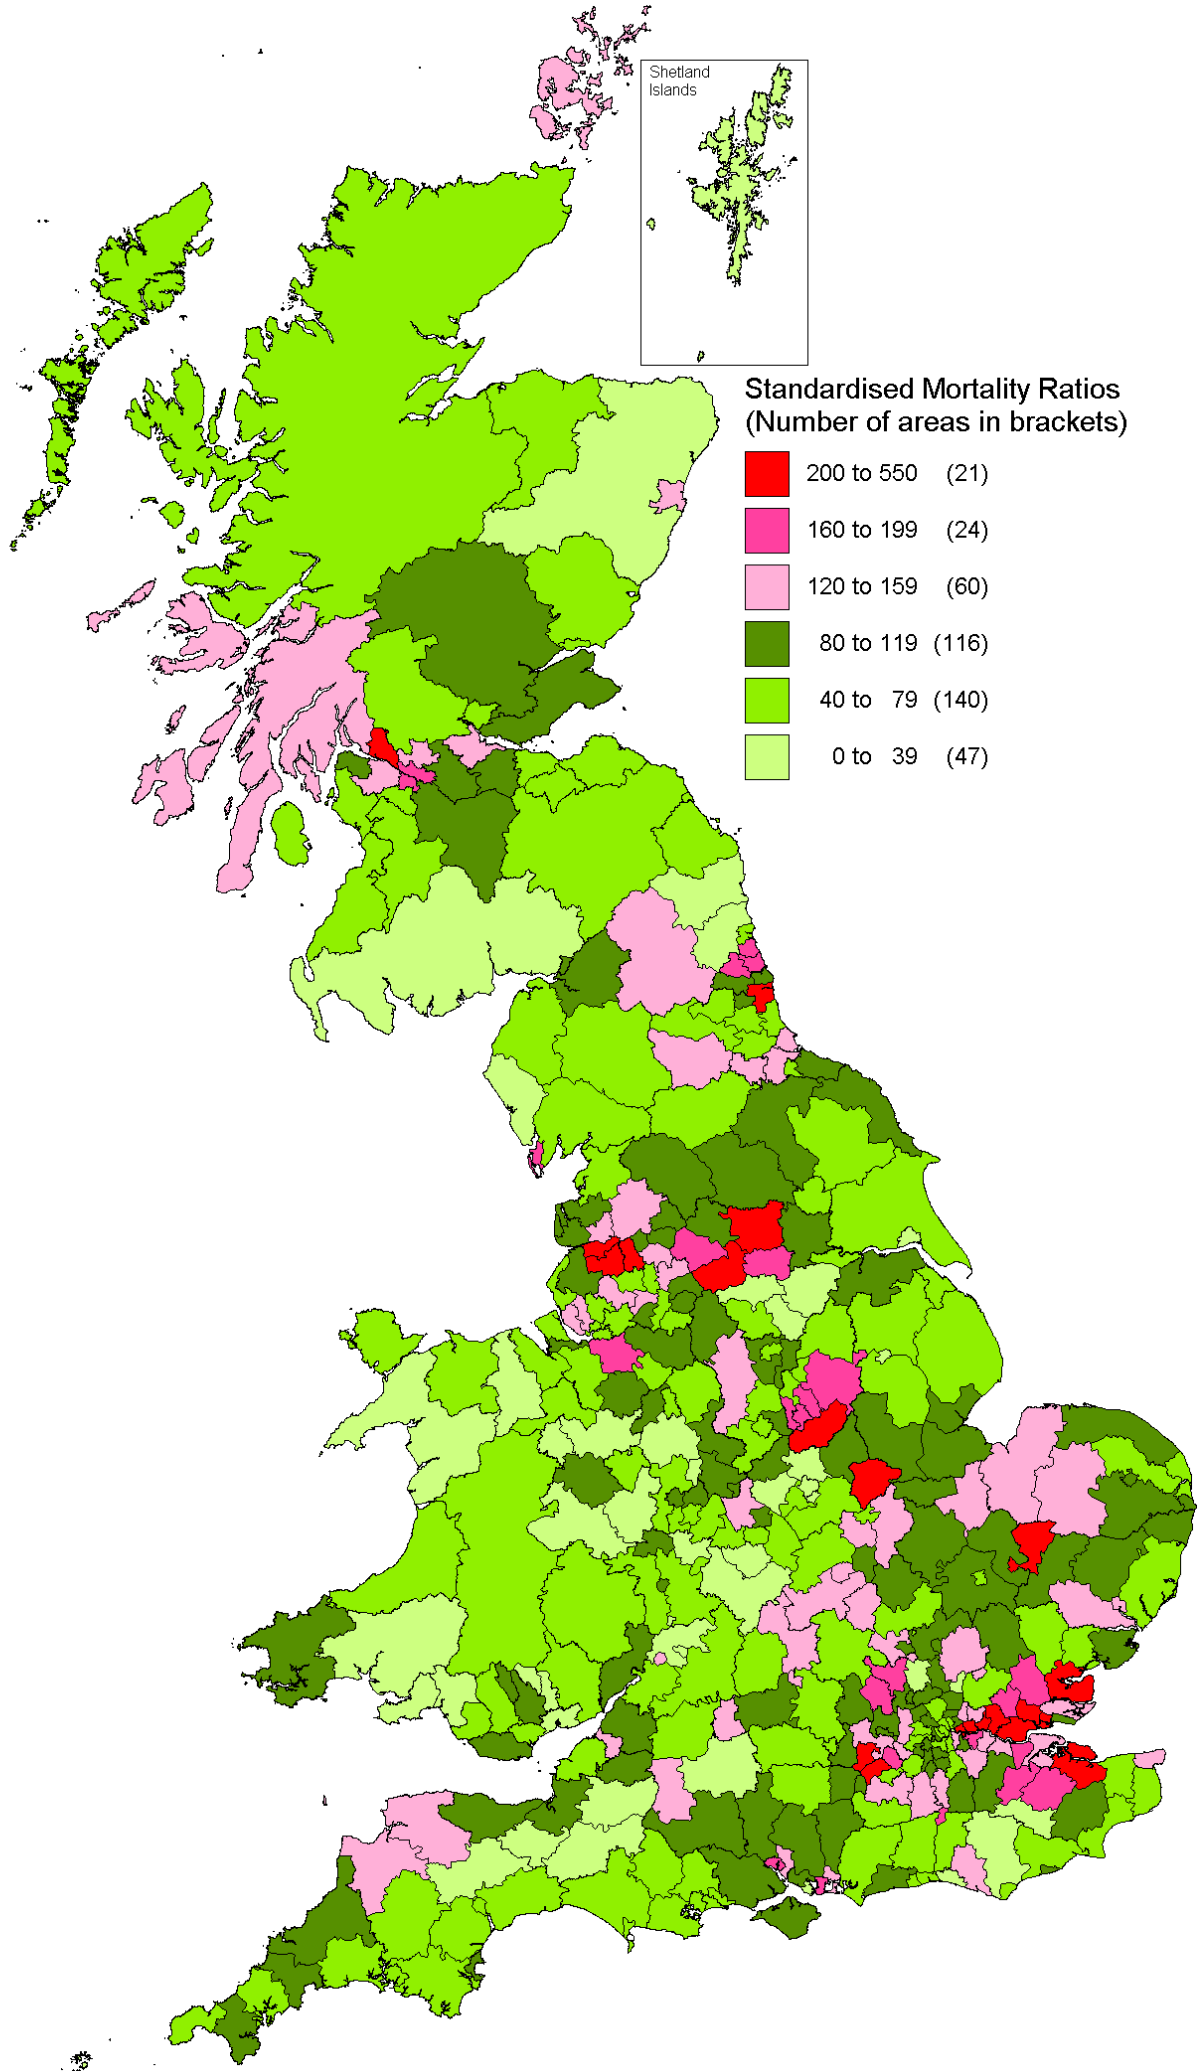 Shetland
Islands
Standardised Mortality Ratios
(Number of areas in brackets)
200 to 550 (21)
160 to 199 (24)
120 to 159 (60)
80 to 119 (116)
40 to 79 (140)
0 to 39 (47)